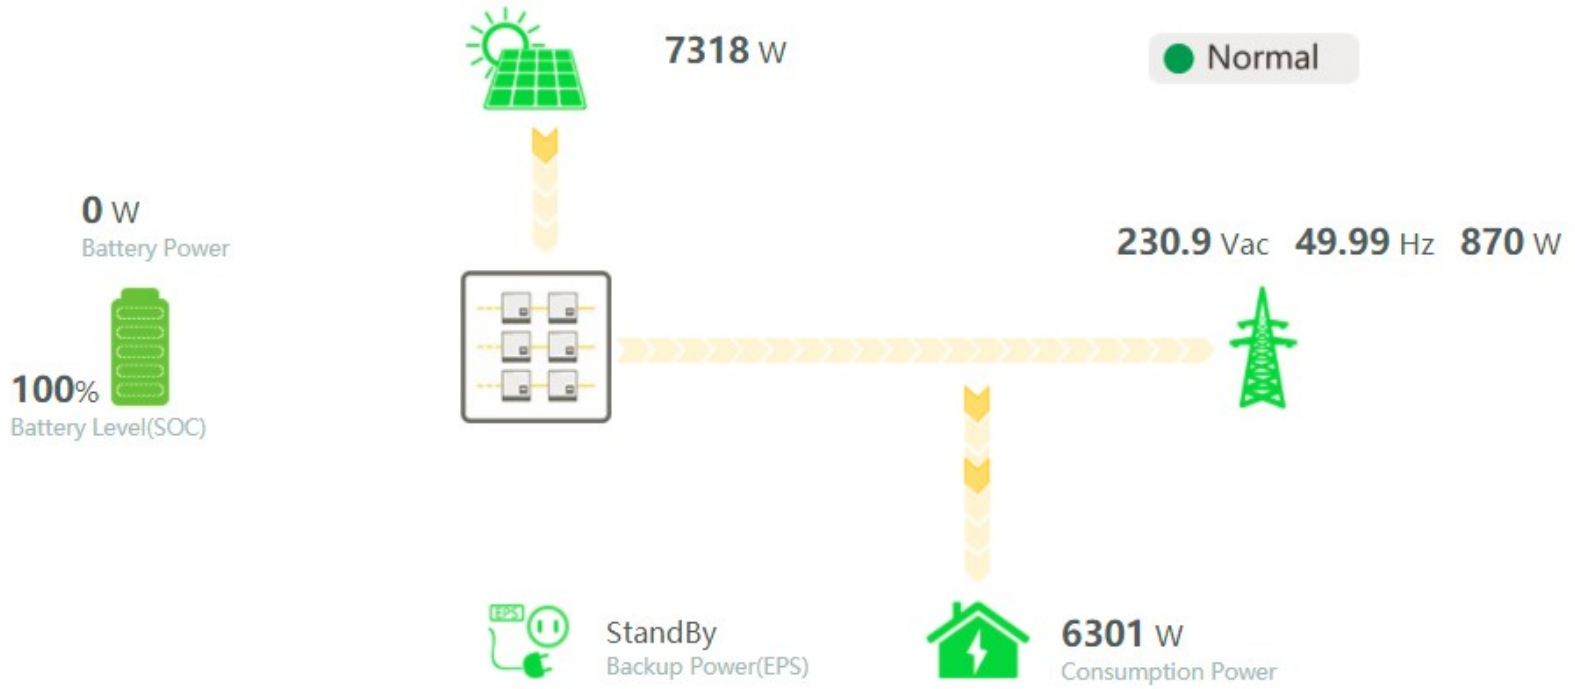 7318 W
Normal
0 W
Battery Power
230.9 Vac 49.99 Hz 870 W
100%
Battery Level(SOC)
EPS
StandBy
Backup Power(EPS)
6301 W
Consumption Power